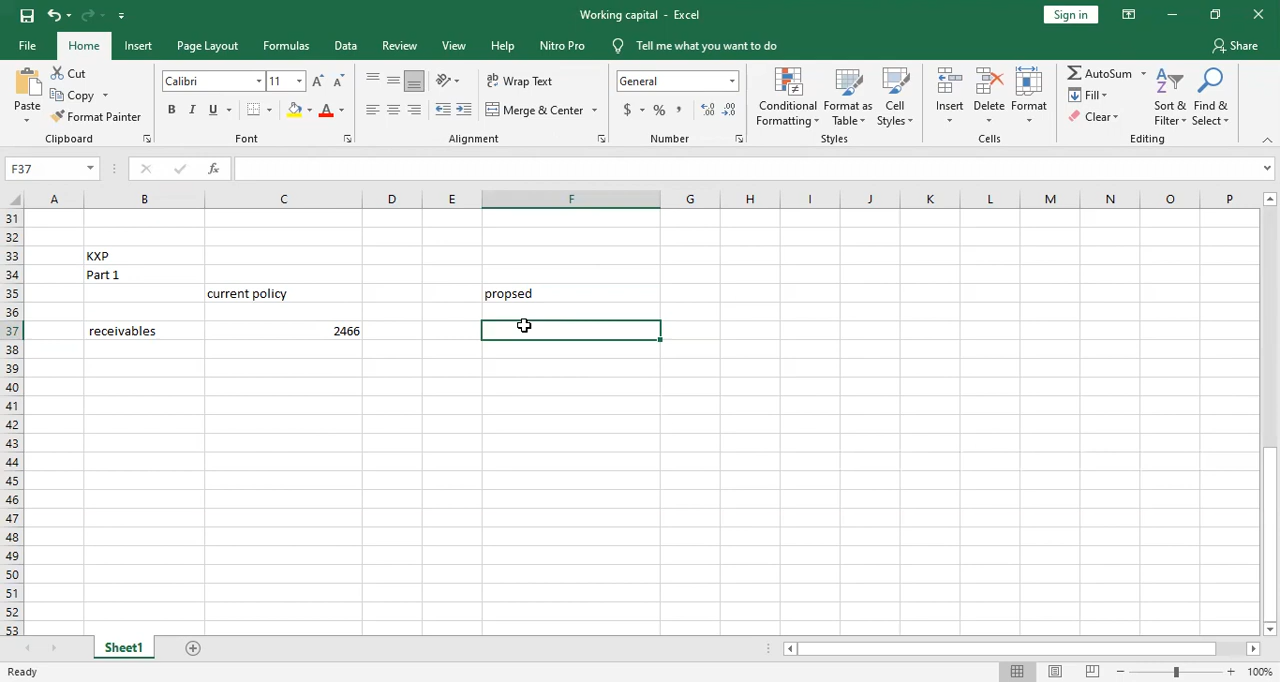 Working capital - Excel
Sign in
File Home Insert Page Layout Formulas Data Review View Help Nitro Pro Tell me what you want to do Share
Paste
Cut
Copy
Format Painter
Clipboard
Calibri 11
B I U
Font
Wrap Text
Merge & Center
Alignment
General
$ % ,
Number
Conditional Formatting
Format as Table
Cell Styles
Styles
Insert Delete Format
Cells
AutoSum
Fill
Clear
Sort & Filter
Find & Select
Editing
F37 fx
A B C D E F G H I J K L M N O P
31
32
33 KXP
34 Part 1
35 current policy propsed
36
37 receivables 2466
38
39
40
41
42
43
44
45
46
47
48
49
50
51
52
53
Sheet1
Ready 100%